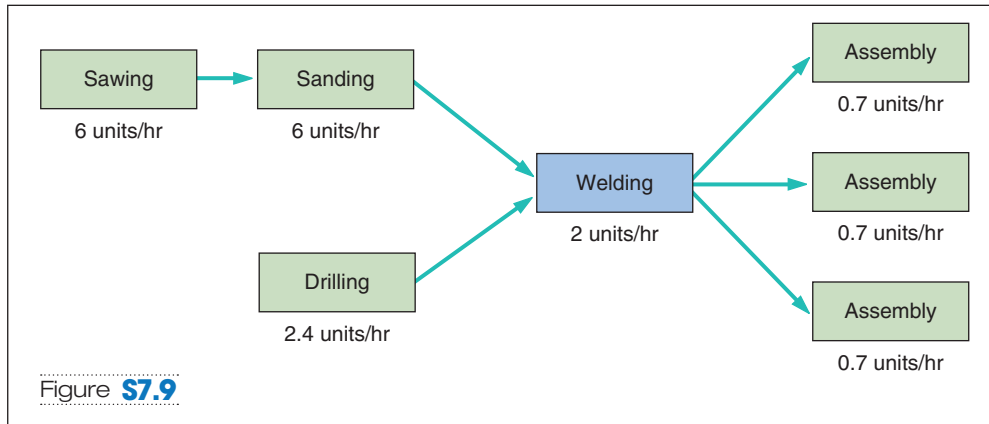 Sawing
6 units/hr
Sanding
6 units/hr
Drilling
2.4 units/hr
Welding
2 units/hr
Assembly
0.7 units/hr
Assembly
0.7 units/hr
Assembly
0.7 units/hr
Figure S7.9